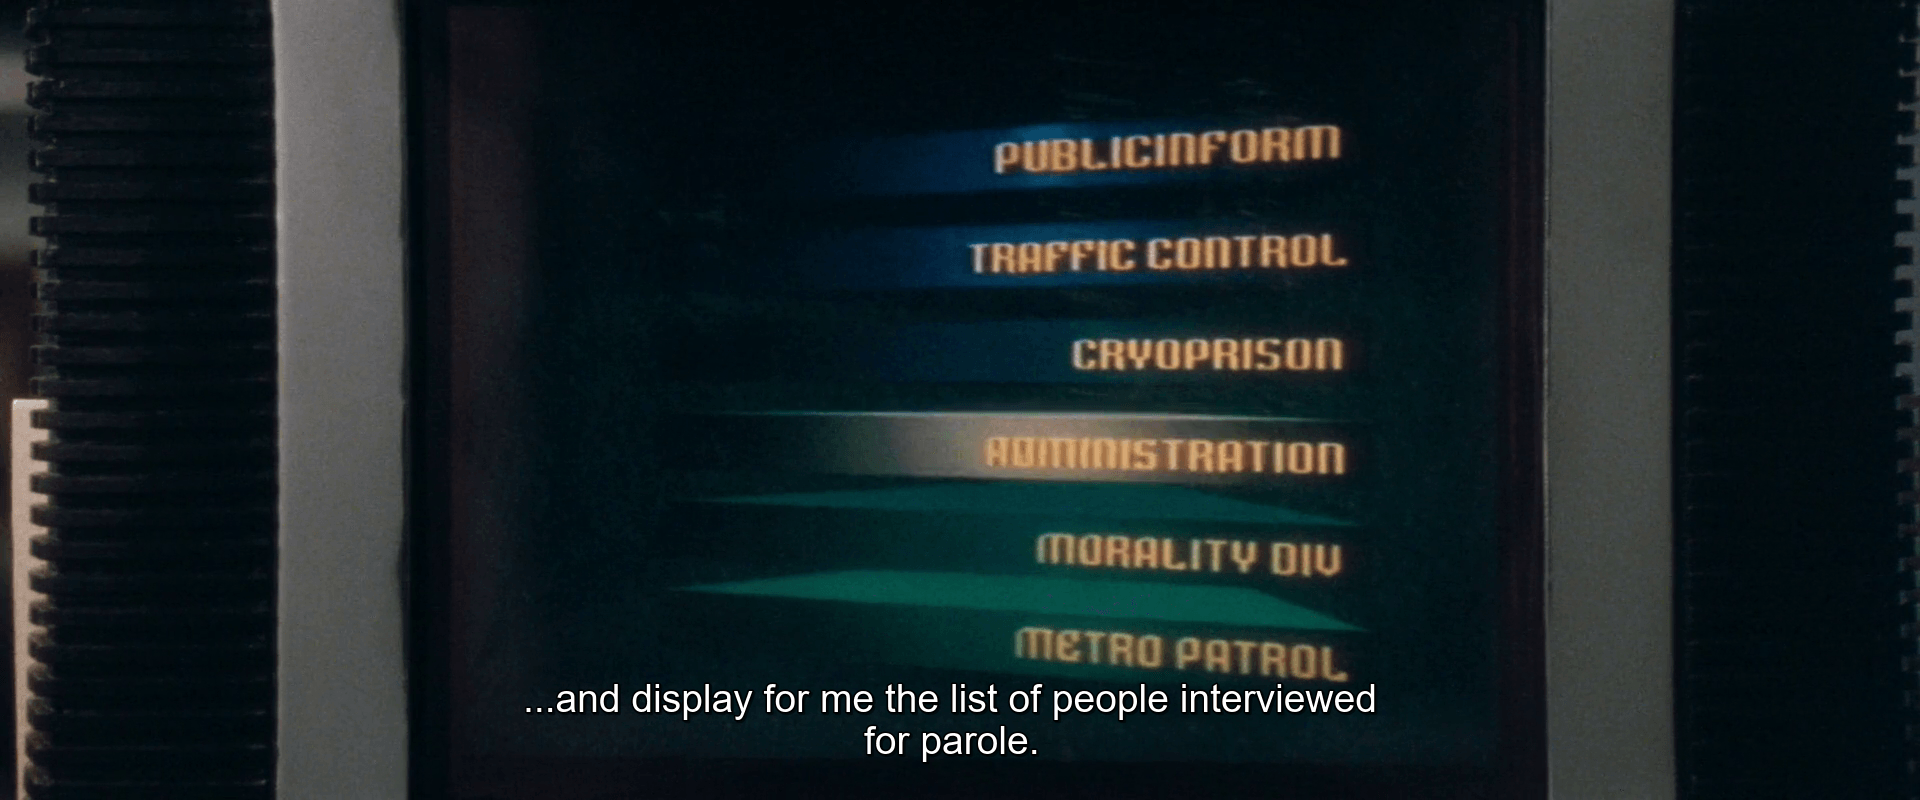 PUBLICINFORM
TRAFFIC CONTROL
CRYOPRISON
ADMINISTRATION
MORALITY DIV
METRO PATROL
...and display for me the list of people interviewed
for parole.